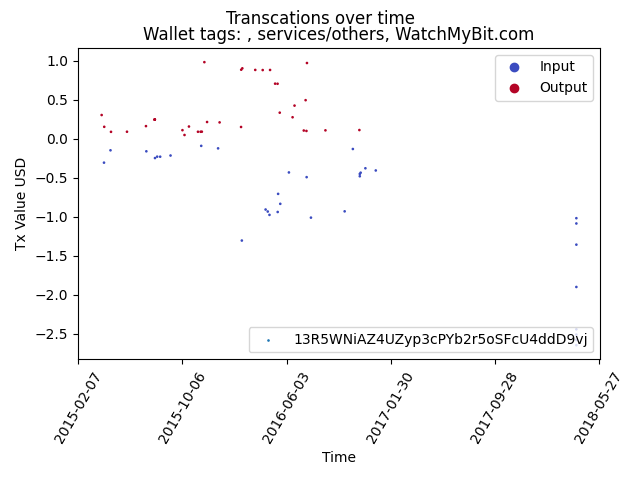 Transcations over time
Wallet tags: , services/others, WatchMyBit.com
Input
Output
1.0
0.5
0.0
−0.5
−1.0
−1.5
−2.0
−2.5
Tx Value USD
13R5WNiAZ4UZyp3cPYb2r5oSFcU4ddD9vj
2015-02-07
2015-10-06
2016-06-03
2017-01-30
2017-09-28
2018-05-27
Time